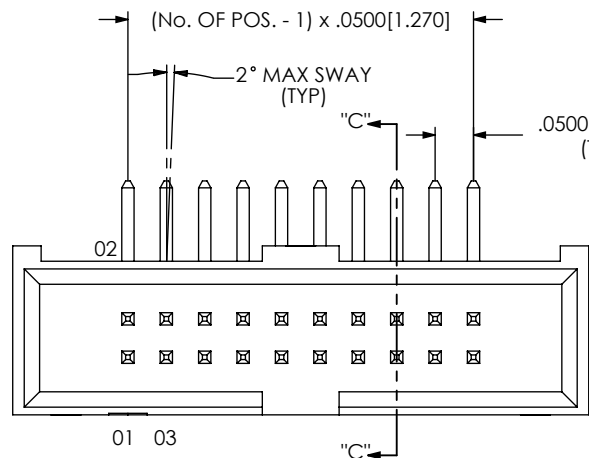 (No. OF POS. - 1) x .0500[1.270]
2° MAX SWAY
(TYP)
"C"
.0500
02
01 03
"C"